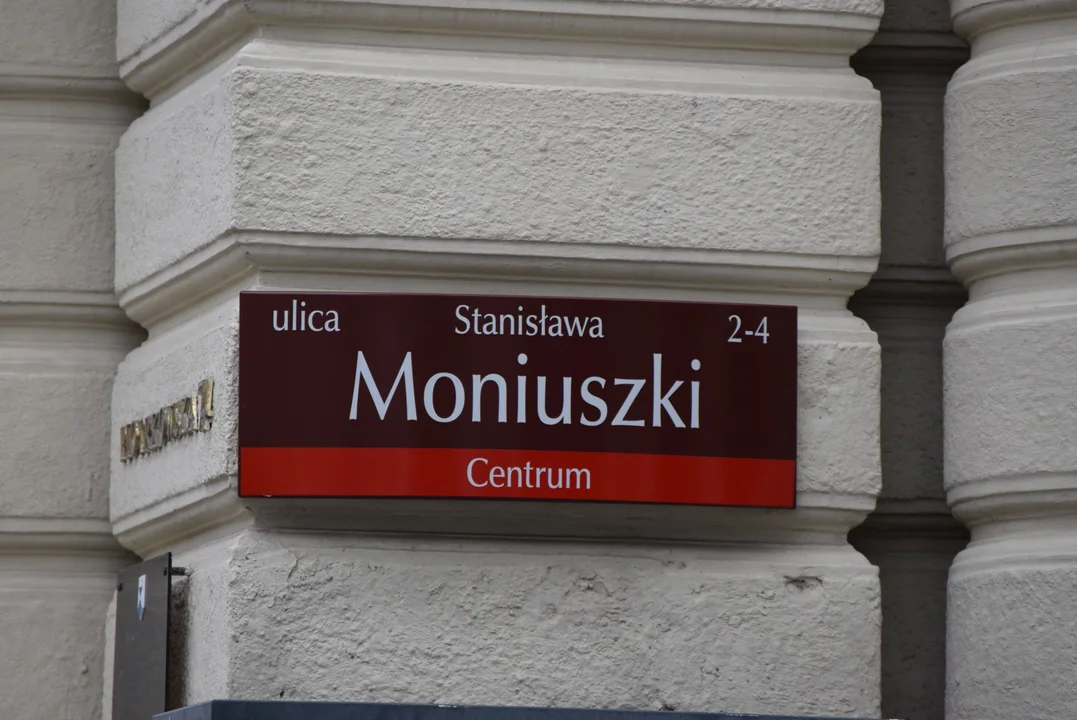 ulica Stanisława 2-4
Moniuszki
Centrum